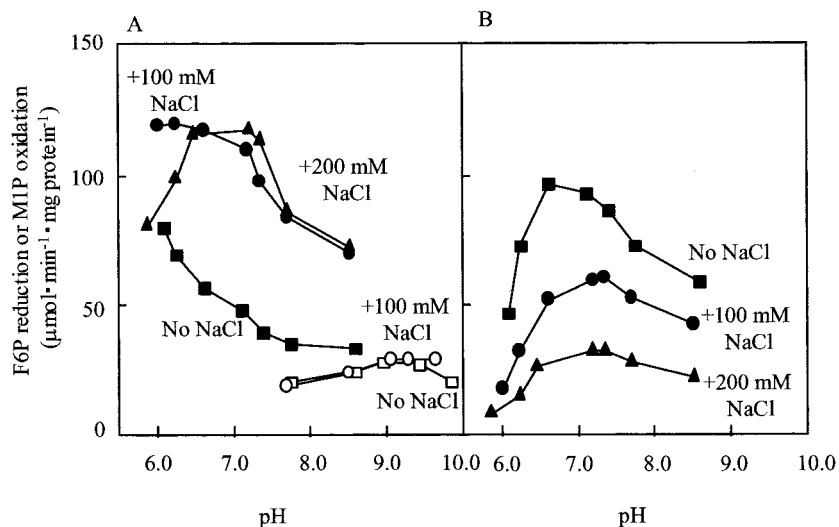 A
B
F6P reduction or M1P oxidation
(μmol·min⁻¹·mg protein⁻¹)
150
100
50
0
+100 mM
NaCl
+200 mM
NaCl
No NaCl
+100 mM
NaCl
No NaCl
No NaCl
+100 mM
NaCl
+200 mM
NaCl
6.0 7.0 8.0 9.0 10.0 6.0 7.0 8.0 9.0 10.0
pH pH